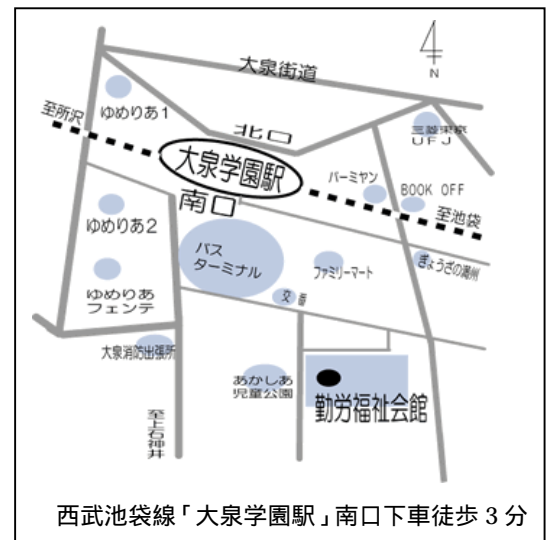 N
大泉街道
至所沢
ゆめりあ1
北口
三菱東京
UFJ
大泉学園駅
南口
バーミヤン
BOOK OFF
至池袋
ゆめりあ2
バス
ターミナル
ファミリーマート
ぎょうざの満州
ゆめりあ
フェンテ
交番
大泉消防出張所
あかしあ
児童公園
勤労福祉会館
至上石神井
西武池袋線「大泉学園駅」南口下車徒歩3分